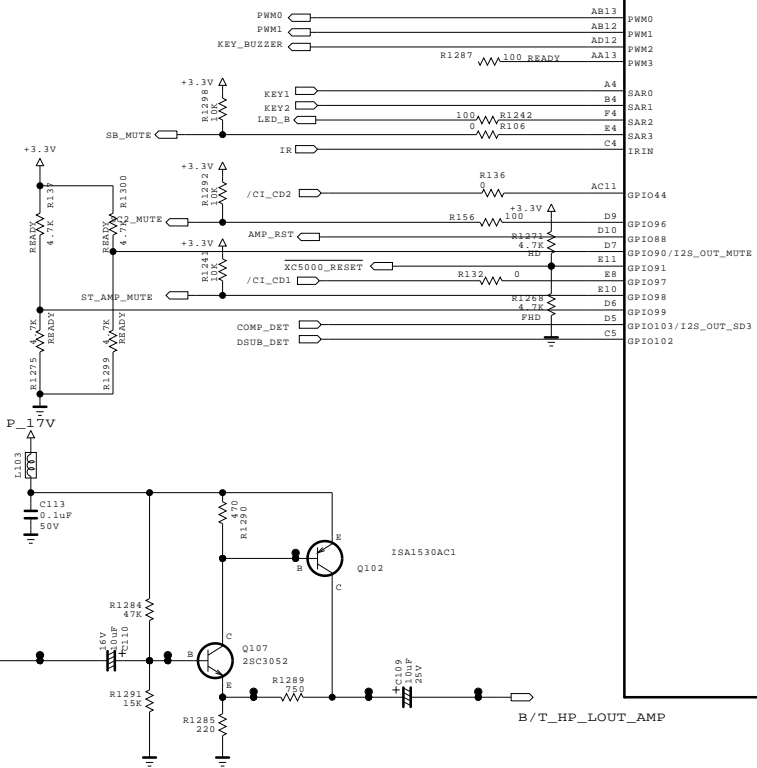 PWM0 AB13 PWM0
PWM1 AB12 PWM1
KEY_BUZZER AD12 PWM2
R1287 100 READY AA13 PWM3
+3.3V
R1298
10K
KEY1 A4 SAR0
KEY2 B4 SAR1
LED_B 100 R1242 F4 SAR2
SB_MUTE 0 R106 E4 SAR3
IR C4 IRIN
+3.3V
READY
4.7K
R1300
READY
4.7K
+3.3V
R1292
10K
/CI_CD2 R136 0 AC11 GPIO44
C2_MUTE R156 100 D9 GPIO96
AMP_RST D10 GPIO88
+3.3V
R1271
4.7K
HD
D7 GPIO90/I2S_OUT_MUTE
+3.3V
R1241
10K
XC5000_RESET E11 GPIO91
/CI_CD1 R132 0 E8 GPIO97
ST_AMP_MUTE E10 GPIO98
R1268
4.7K
FHD
D6 GPIO99
COMP_DET D5 GPIO103/I2S_OUT_SD3
DSUB_DET C5 GPIO102
R1275
4.7K
READY
R1299
4.7K
READY
P_17V
L103
C113
0.1uF
50V
470
R1290
E
B
C
ISA1530AC1
Q102
R1284
47K
16V
10uF
C110
+
B
C
E
Q107
2SC3052
R1291
15K
R1285
220
R1289
750
+
C109
10uF
25V
B/T_HP_LOUT_AMP